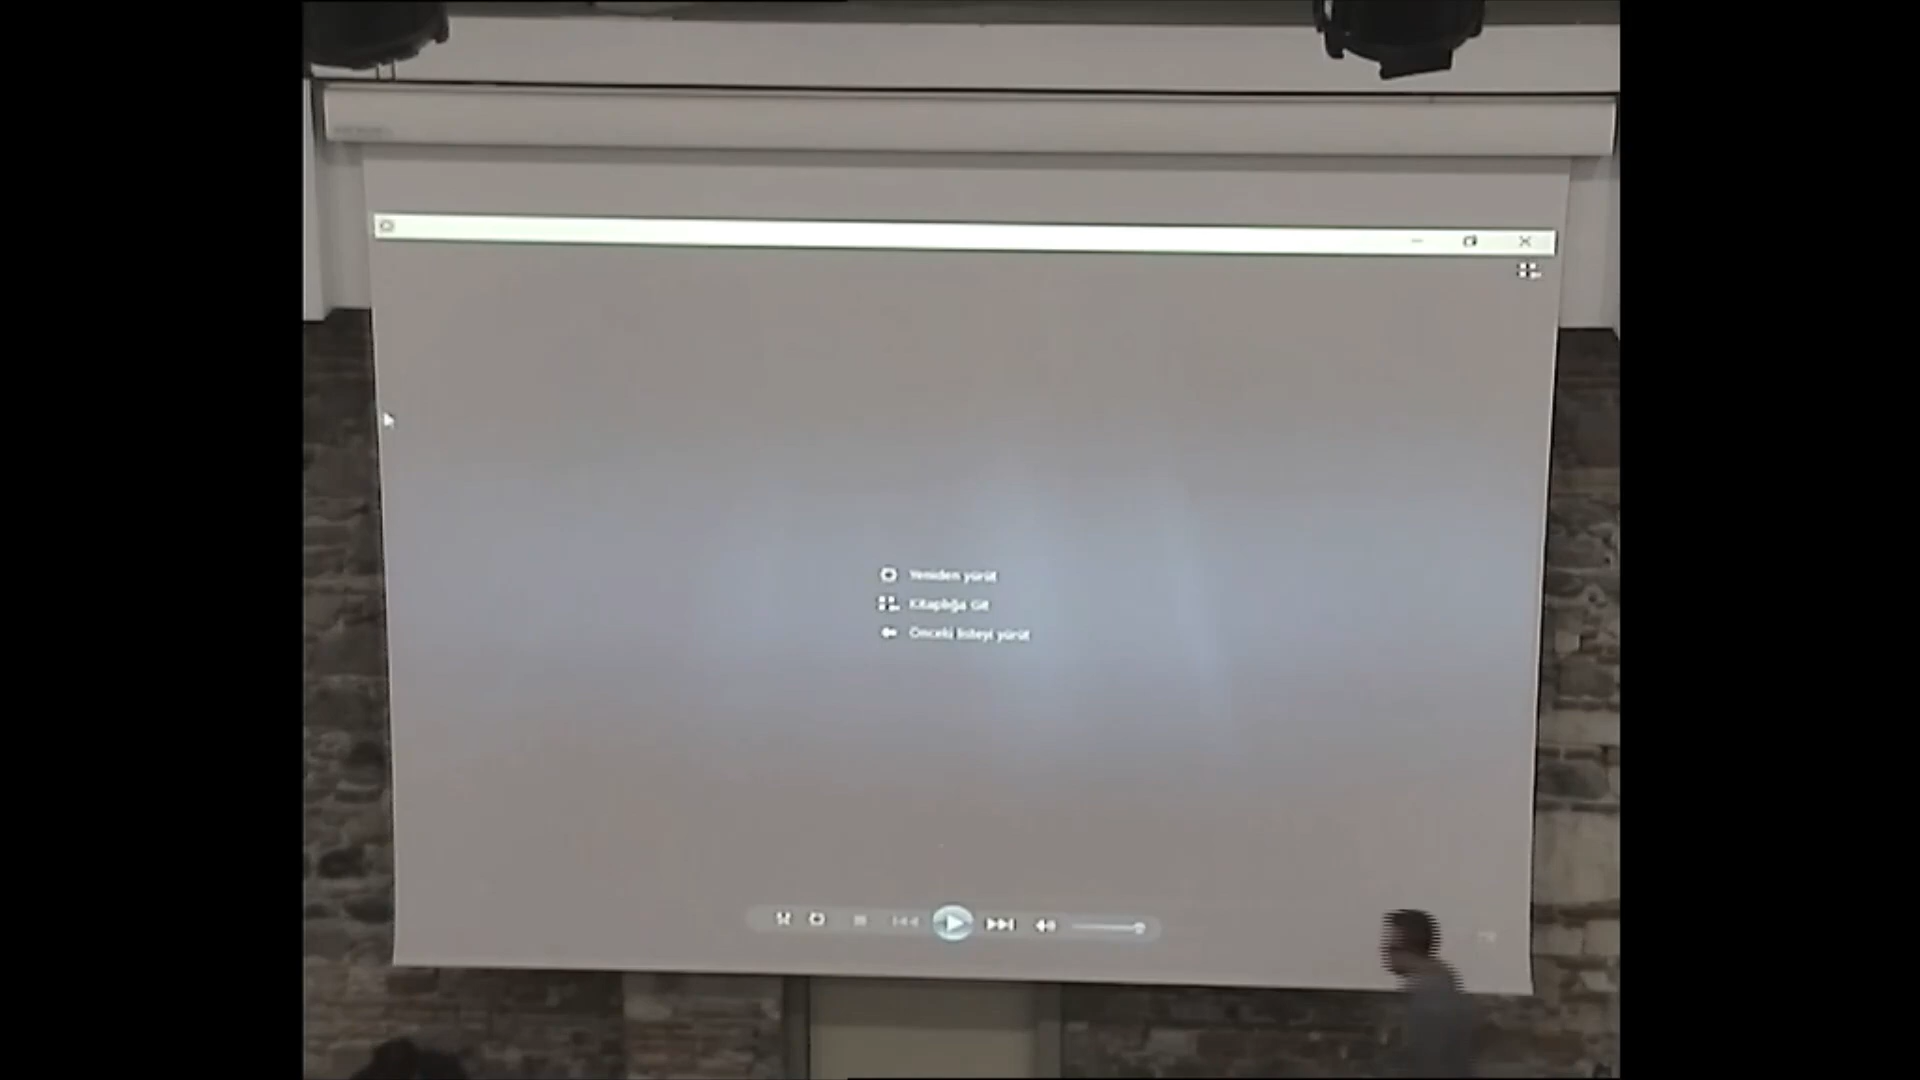 Yeniden yürüt
Kitaplığa Git
Önceki listeyi yürüt